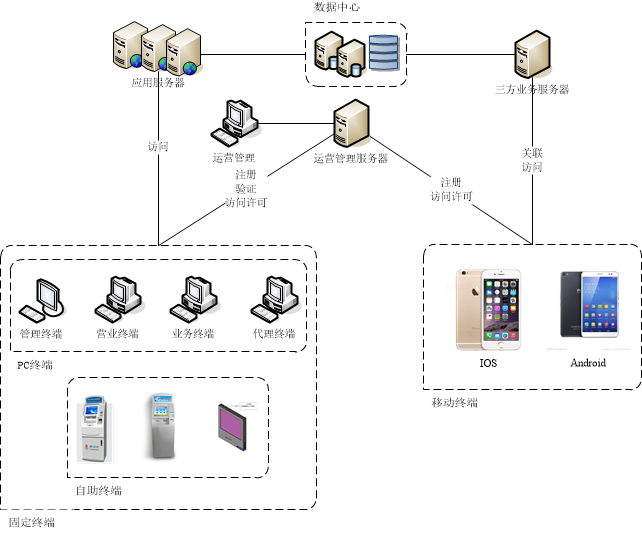 数据中心
应用服务器
三方业务服务器
运营管理
运营管理服务器
访问
注册
验证
访问许可
注册
访问许可
关联
访问
管理终端
营业终端
业务终端
代理终端
PC终端
IOS
Android
移动终端
自助终端
固定终端